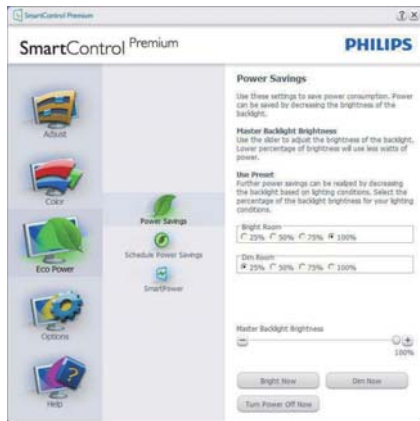 SmartControl Premium
SmartControl Premium
PHILIPS
Adjust
Color
Eco Power
Options
Help
Power Savings
Schedule Power Savings
SmartPower
Power Savings
Use these settings to save power consumption. Power
can be saved by decreasing the brightness of the
backlight.
Master Backlight Brightness
Use the slider to adjust the brightness of the backlight.
Lower percentage of brightness will use less watts of
power.
Use Preset
Further power savings can be realized by decreasing
the backlight based on lighting conditions. Select the
percentage of the backlight brightness for your lighting
conditions.
Bright Room
25% 50% 75% 100%
Dim Room
25% 50% 75% 100%
Master Backlight Brightness
100%
Bright Now Dim Now
Turn Power Off Now